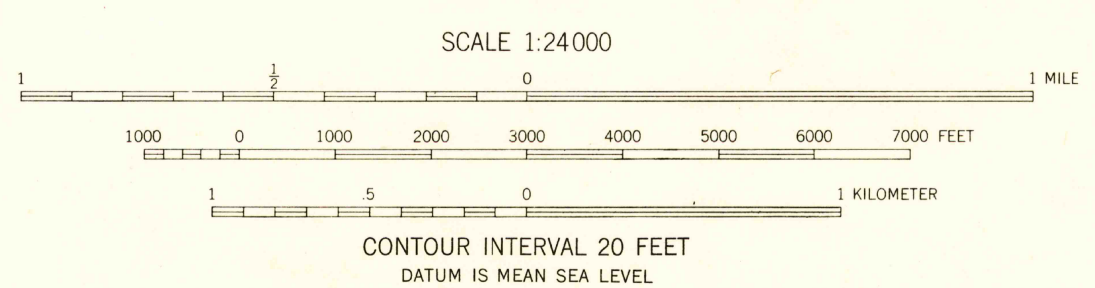 SCALE 1:24000
1 1/2 0 1 MILE
1000 0 1000 2000 3000 4000 5000 6000 7000 FEET
1 .5 0 1 KILOMETER
CONTOUR INTERVAL 20 FEET
DATUM IS MEAN SEA LEVEL